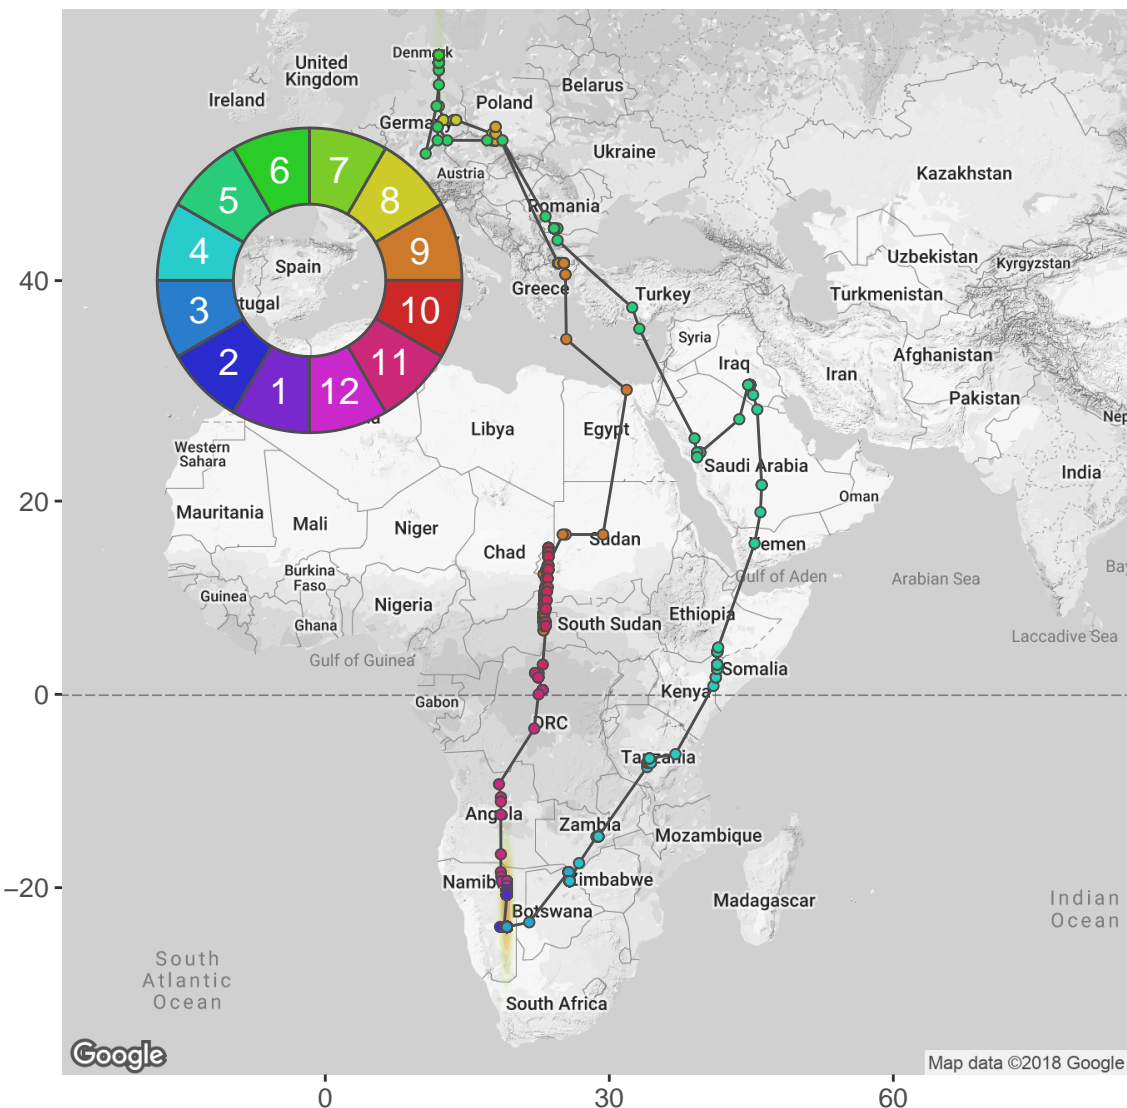 Denmark
United
Kingdom
Ireland
Belarus
Poland
Germany
Ukraine
Austria
Kazakhstan
Romania
6
7
5
8
4
9
3
10
2
11
1
12
Spain
tugal
Uzbekistan
Kyrgyzstan
40
Greece
Turkey
Turkmenistan
Syria
Afghanistan
Iraq
Iran
Pakistan
Nep
Libya
Egypt
Western
Sahara
Saudi Arabia
India
20
Mauritania
Mali
Niger
Oman
Chad
Sudan
Yemen
Burkina
Faso
Gulf of Aden
Arabian Sea
Bay
Guinea
Nigeria
Ghana
South Sudan
Ethiopia
Laccadive Sea
Gulf of Guinea
Somalia
0
Gabon
Kenya
DRC
Tanzania
Angola
Zambia
Mozambique
–20
Namib
Zimbabwe
Madagascar
Botswana
Indian
Ocean
South
Atlantic
Ocean
South Africa
Google
Map data ©2018 Google
0
30
60